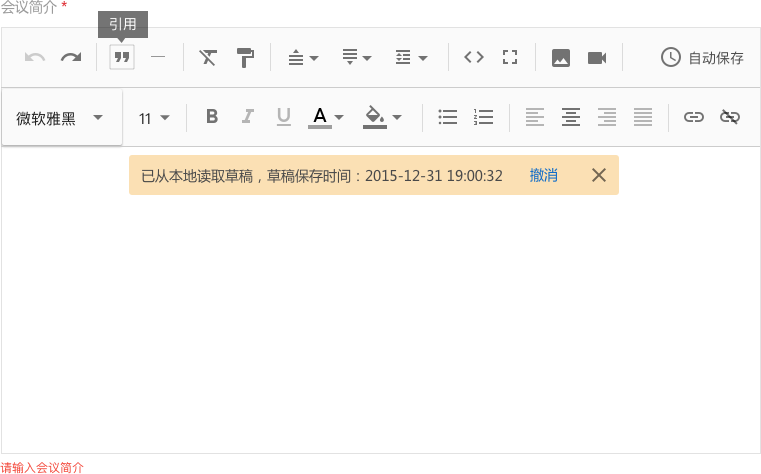 会议简介 *
引用
自动保存
微软雅黑 11 B I U A
已从本地读取草稿，草稿保存时间：2015-12-31 19:00:32 撤消
请输入会议简介